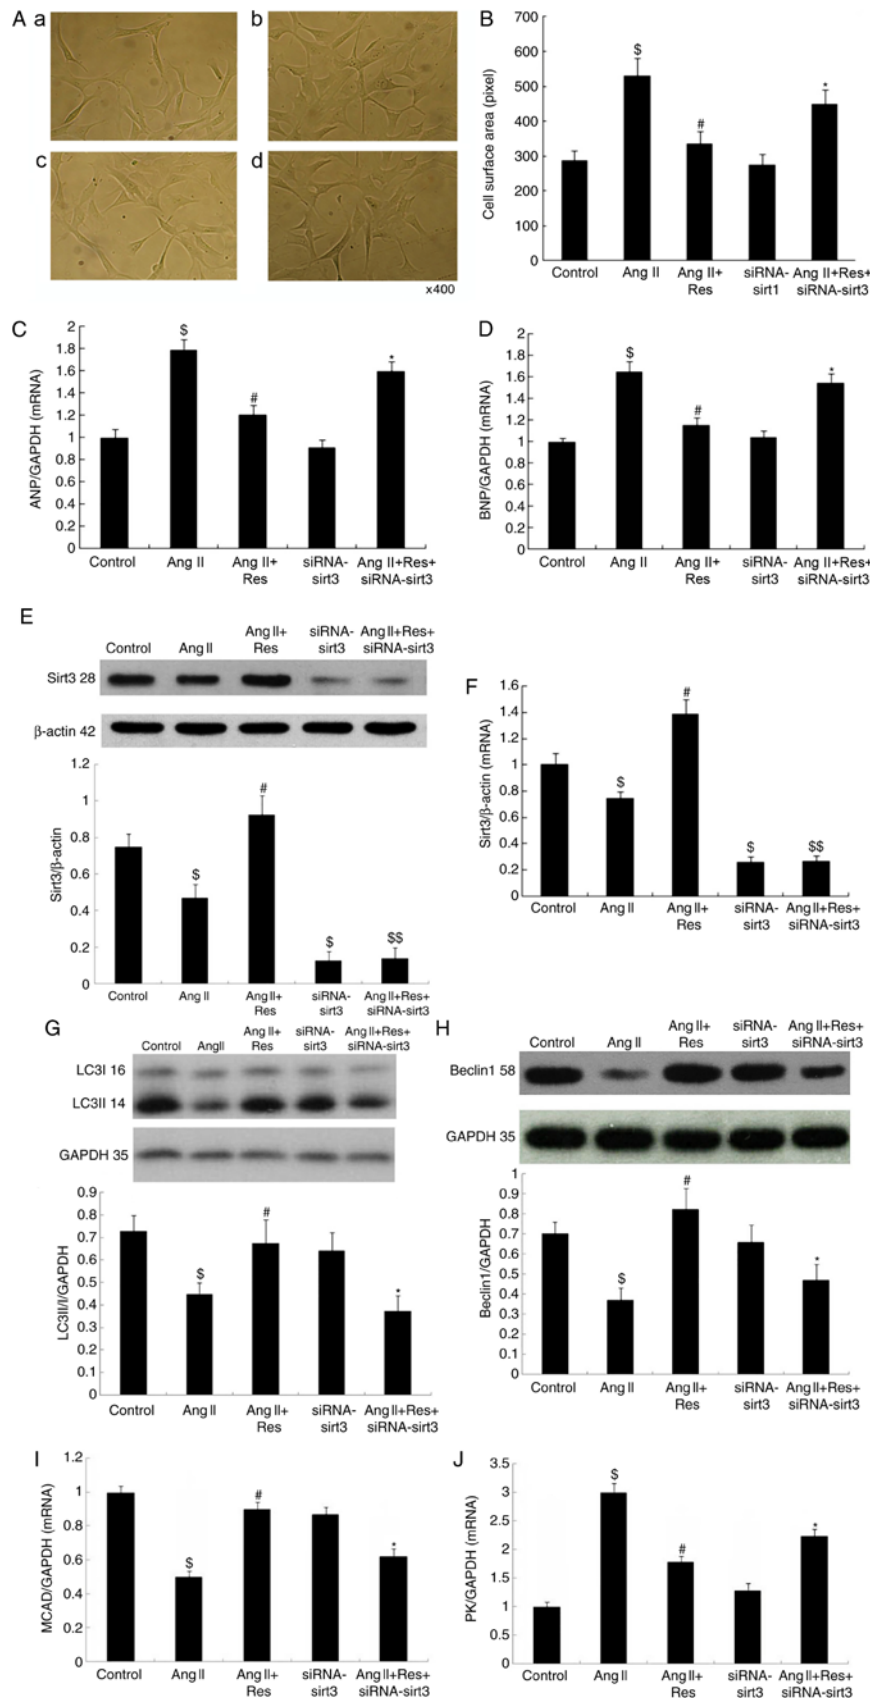 A a
b
c
d
x400
B
Cell surface area (pixel)
700
600
500
400
300
200
100
0
$
#
*
Control
Ang II
Ang II+
Res
siRNA-
sirt1
Ang II+Res+
siRNA-sirt3
C
ANP/GAPDH (mRNA)
2
1.8
1.6
1.4
1.2
1
0.8
0.6
0.4
0.2
0
$
#
*
Control
Ang II
Ang II+
Res
siRNA-
sirt3
Ang II+Res+
siRNA-sirt3
D
BNP/GAPDH (mRNA)
2
1.8
1.6
1.4
1.2
1
0.8
0.6
0.4
0.2
0
$
#
*
Control
Ang II
Ang II+
Res
siRNA-
sirt3
Ang II+Res+
siRNA-sirt3
E
Control
Ang II
Ang II+
Res
siRNA-
sirt3
Ang II+Res+
siRNA-sirt3
Sirt3 28
β-actin 42
Sirt3/β-actin
1.2
1
0.8
0.6
0.4
0.2
0
$
#
$
$$
Control
Ang II
Ang II+
Res
siRNA-
sirt3
Ang II+Res+
siRNA-sirt3
F
Sirt3/β-actin (mRNA)
1.6
1.4
1.2
1
0.8
0.6
0.4
0.2
0
$
#
$
$$
Control
Ang II
Ang II+
Res
siRNA-
sirt3
Ang II+Res+
siRNA-sirt3
G
Control
AngII
Ang II+
Res
siRNA-
sirt3
Ang II+Res+
siRNA-sirt3
LC3I 16
LC3II 14
GAPDH 35
LC3II/I/GAPDH
0.9
0.8
0.7
0.6
0.5
0.4
0.3
0.2
0.1
0
$
#
*
Control
Ang II
Ang II+
Res
siRNA-
sirt3
Ang II+Res+
siRNA-sirt3
H
Control
Ang II
Ang II+
Res
siRNA-
sirt3
Ang II+Res+
siRNA-sirt3
Beclin1 58
GAPDH 35
Beclin1/GAPDH
1
0.9
0.8
0.7
0.6
0.5
0.4
0.3
0.2
0.1
0
$
#
*
Control
Ang II
Ang II+
Res
siRNA-
sirt3
Ang II+Res+
siRNA-sirt3
I
MCAD/GAPDH (mRNA)
1.2
1
0.8
0.6
0.4
0.2
0
$
#
*
Control
Ang II
Ang II+
Res
siRNA-
sirt3
Ang II+Res+
siRNA-sirt3
J
PK/GAPDH (mRNA)
3.5
3
2.5
2
1.5
1
0.5
0
$
#
*
Control
Ang II
Ang II+
Res
siRNA-
sirt3
Ang II+Res+
siRNA-sirt3